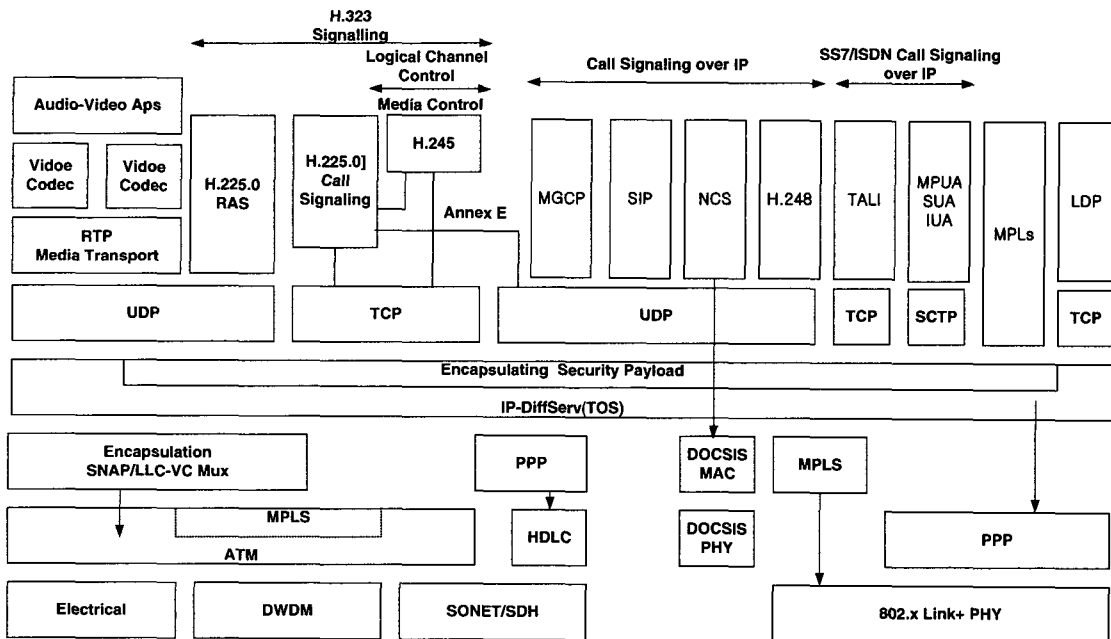 H.323
Signalling
Logical Channel
Control
Media Control
Call Signaling over IP
SS7/ISDN Call Signaling
over IP
Audio-Video Aps
Vidoe
Codec
Vidoe
Codec
RTP
Media Transport
H.225.0
RAS
H.225.0]
Call
Signaling
H.245
Annex E
MGCP
SIP
NCS
H.248
TALI
MPUA
SUA
IUA
MPLs
LDP
UDP
TCP
UDP
TCP
SCTP
TCP
Encapsulating Security Payload
IP-DiffServ(TOS)
Encapsulation
SNAP/LLC-VC Mux
PPP
DOCSIS
MAC
MPLS
MPLS
ATM
HDLC
DOCSIS
PHY
PPP
Electrical
DWDM
SONET/SDH
802.x Link+ PHY